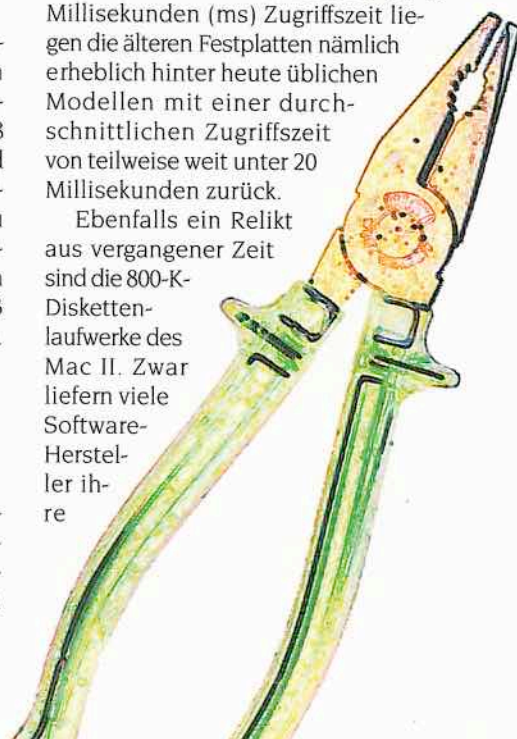 Millisekunden (ms) Zugriffszeit lie-
gen die älteren Festplatten nämlich
erheblich hinter heute üblichen
Modellen mit einer durch-
schnittlichen Zugriffszeit
von teilweise weit unter 20
Millisekunden zurück.
Ebenfalls ein Relikt
aus vergangener Zeit
sind die 800-K-
Disketten-
laufwerke des
Mac II. Zwar
liefern viele
Software-
Herstel-
ler ih-
re